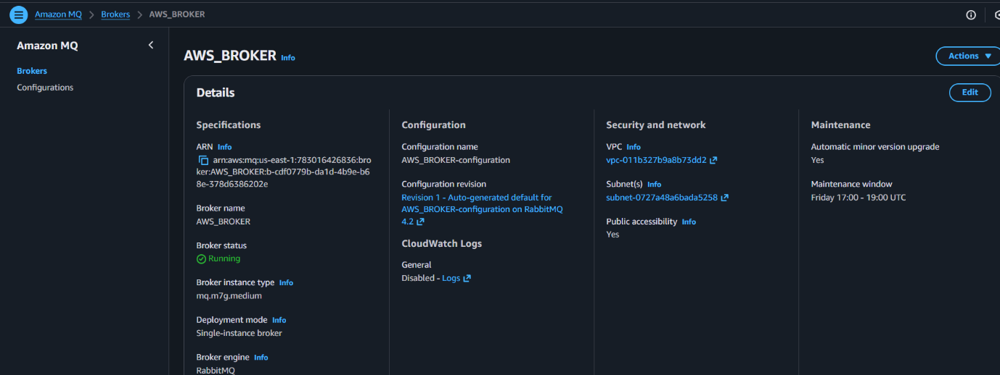 Amazon MQ > Brokers > AWS_BROKER
Amazon MQ
Brokers
Configurations
AWS_BROKER Info
Actions
Details
Edit
Specifications
ARN Info
arn:aws:mq:us-east-1:783016426836:bro
ker:AWS_BROKER:b-cdf0779b-da1d-4b9e-b6
8e-378d6386202e
Broker name
AWS_BROKER
Broker status
Running
Broker instance type Info
mq.m7g.medium
Deployment mode Info
Single-instance broker
Broker engine Info
RabbitMQ
Configuration
Configuration name
AWS_BROKER-configuration
Configuration revision
Revision 1 - Auto-generated default for
AWS_BROKER-configuration on RabbitMQ
4.2
CloudWatch Logs
General
Disabled - Logs
Security and network
VPC Info
vpc-011b327b9a8b73dd2
Subnet(s) Info
subnet-0727a48a6bada5258
Public accessibility Info
Yes
Maintenance
Automatic minor version upgrade
Yes
Maintenance window
Friday 17:00 - 19:00 UTC